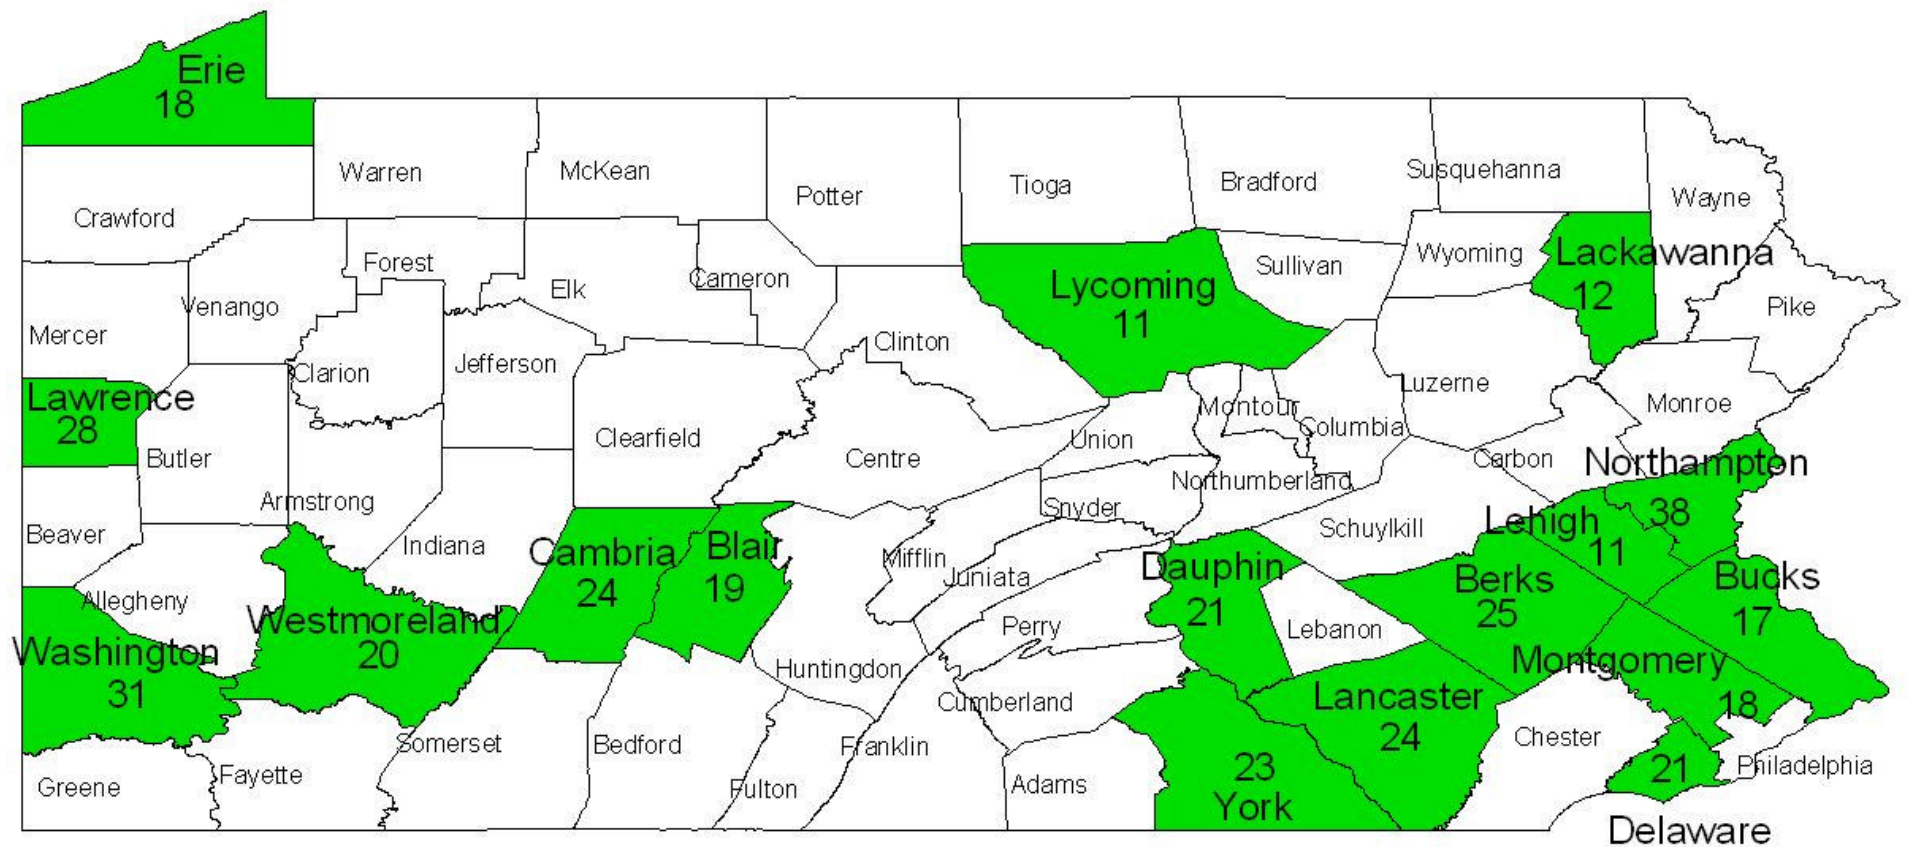 Erie
18
Warren
McKean
Potter
Tioga
Bradford
Susquehanna
Wayne
Crawford
Forest
Venango
Elk
Cameron
Lycoming
11
Sullivan
Wyoming
Lackawanna
12
Pike
Mercer
Clarion
Jefferson
Clinton
Luzerne
Monroe
Lawrence
28
Butler
Armstrong
Clearfield
Centre
Union
Montour
Columbia
Northumberland
Snyder
Carbon
Northampton
38
Beaver
Indiana
Cambria
24
Blair
19
Mifflin
Juniata
Dauphin
21
Schuylkill
Lehigh
11
Berks
25
Bucks
17
Allegheny
Westmoreland
20
Washington
31
Huntingdon
Perry
Lebanon
Cumberland
Lancaster
24
Montgomery
18
Greene
Fayette
Somerset
Bedford
Fulton
Franklin
Adams
23
York
Chester
21
Philadelphia
Delaware